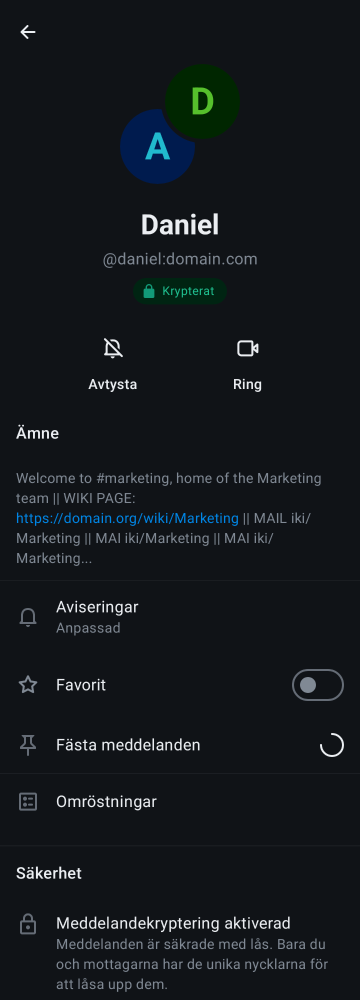 D
A
Daniel
@daniel:domain.com
Krypterat
Avtysta
Ring
Ämne
Welcome to #marketing, home of the Marketing
team || WIKI PAGE:
https://domain.org/wiki/Marketing || MAIL iki/
Marketing || MAI iki/Marketing || MAI iki/
Marketing...
Aviseringar
Anpassad
Favorit
Fästa meddelanden
Omröstningar
Säkerhet
Meddelandekryptering aktiverad
Meddelanden är säkrade med lås. Bara du
och mottagarna har de unika nycklarna för
att låsa upp dem.